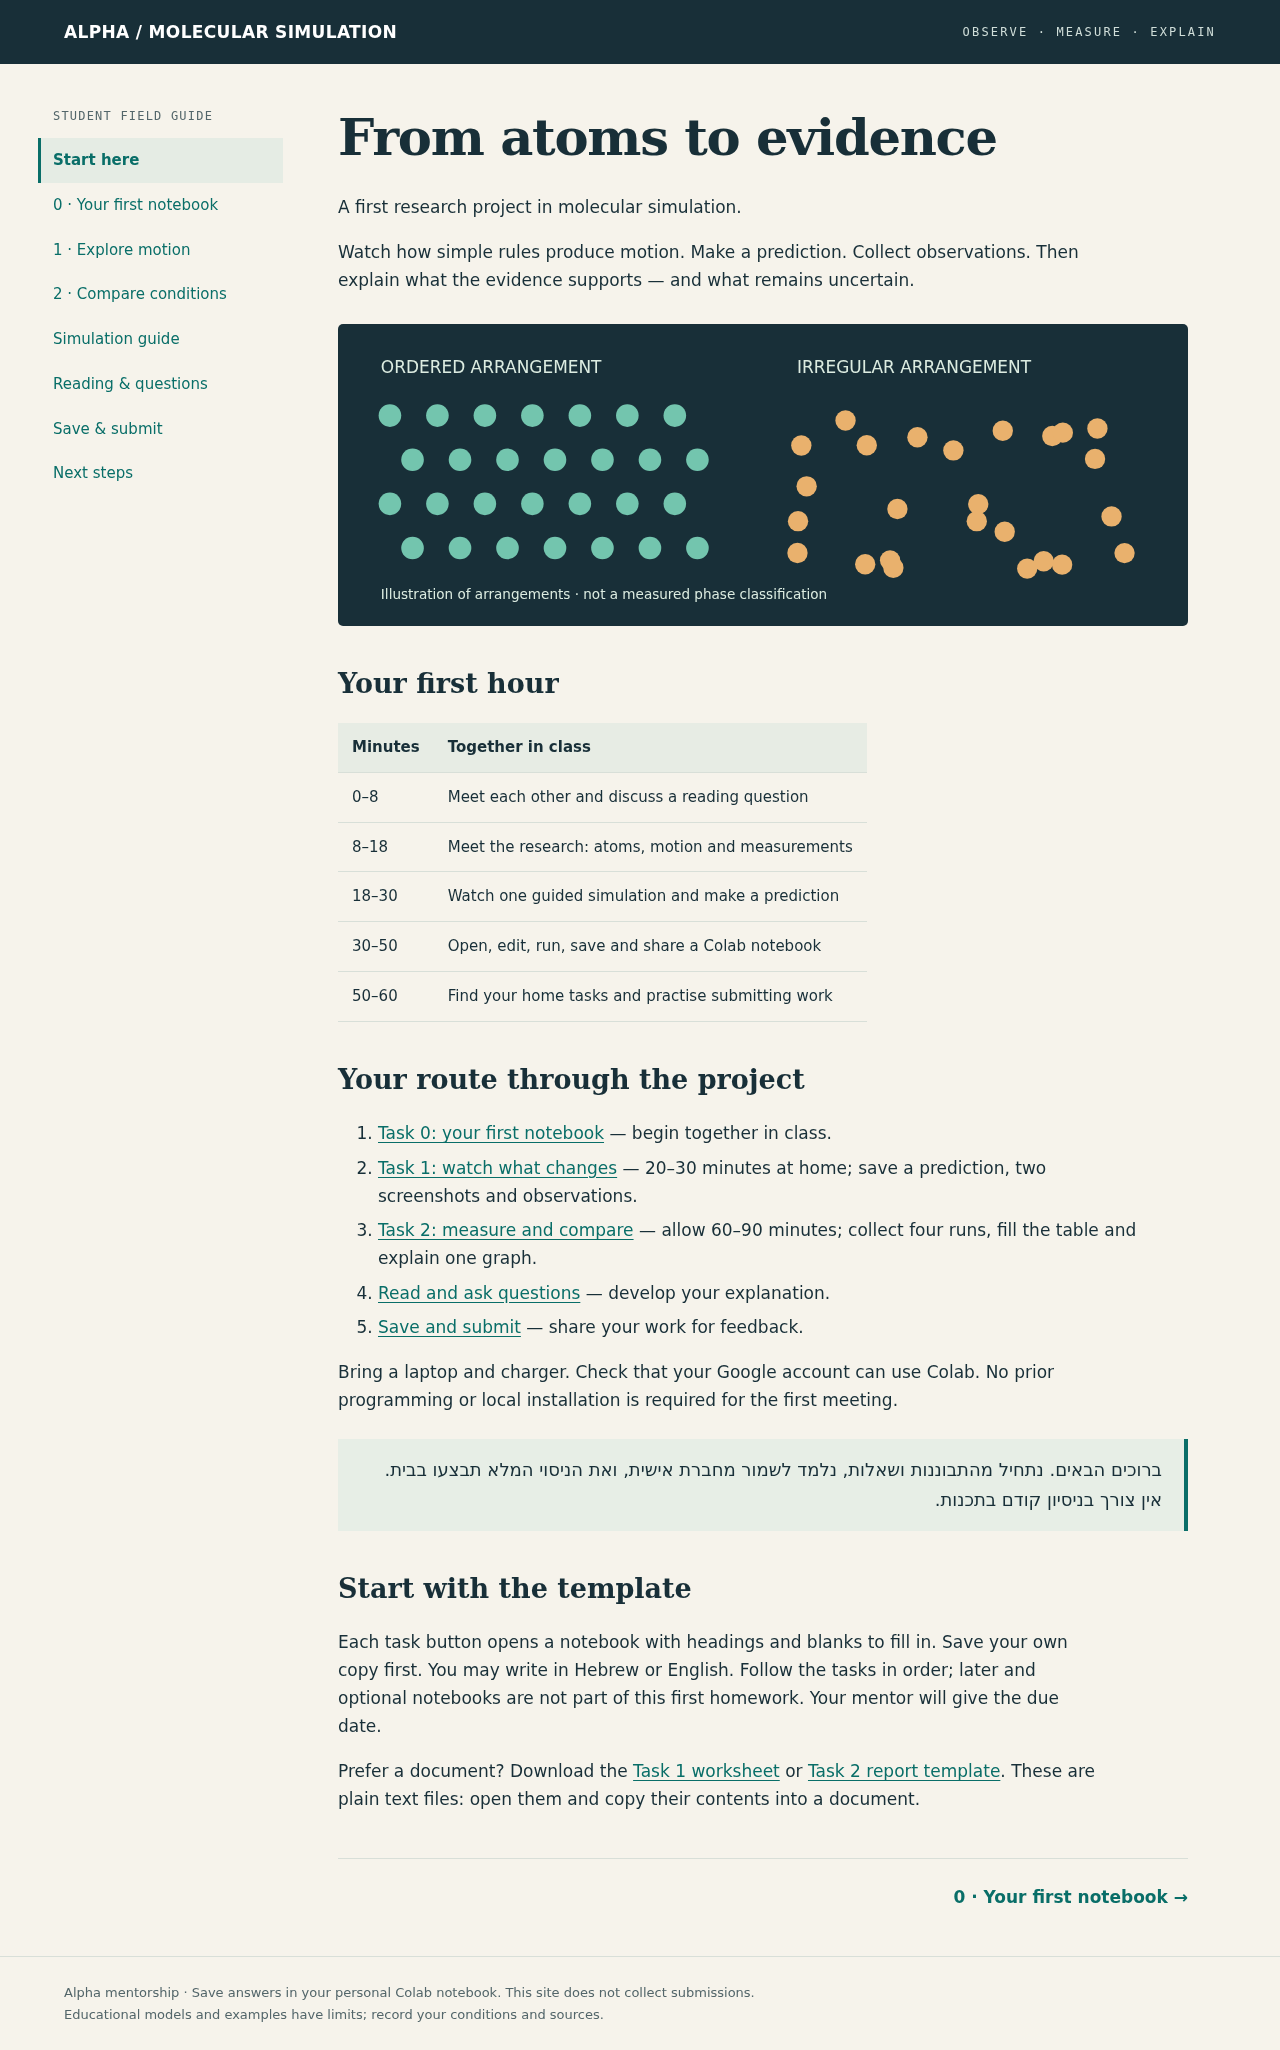 ALPHA / MOLECULAR SIMULATION
OBSERVE · MEASURE · EXPLAIN
STUDENT FIELD GUIDE
Start here
0 · Your first notebook
1 · Explore motion
2 · Compare conditions
Simulation guide
Reading & questions
Save & submit
Next steps
From atoms to evidence
A first research project in molecular simulation.
Watch how simple rules produce motion. Make a prediction. Collect observations. Then
explain what the evidence supports — and what remains uncertain.
ORDERED ARRANGEMENT
IRREGULAR ARRANGEMENT
Illustration of arrangements · not a measured phase classification
Your first hour
Minutes Together in class
0–8 Meet each other and discuss a reading question
8–18 Meet the research: atoms, motion and measurements
18–30 Watch one guided simulation and make a prediction
30–50 Open, edit, run, save and share a Colab notebook
50–60 Find your home tasks and practise submitting work
Your route through the project
1. Task 0: your first notebook — begin together in class.
2. Task 1: watch what changes — 20–30 minutes at home; save a prediction, two
screenshots and observations.
3. Task 2: measure and compare — allow 60–90 minutes; collect four runs, fill the table and
explain one graph.
4. Read and ask questions — develop your explanation.
5. Save and submit — share your work for feedback.
Bring a laptop and charger. Check that your Google account can use Colab. No prior
programming or local installation is required for the first meeting.
ברוכים הבאים. נתחיל מהתבוננות ושאלות, נלמד לשמור מחברת אישית, ואת הניסוי המלא תבצעו בבית.
אין צורך בניסיון קודם בתכנות.
Start with the template
Each task button opens a notebook with headings and blanks to fill in. Save your own
copy first. You may write in Hebrew or English. Follow the tasks in order; later and
optional notebooks are not part of this first homework. Your mentor will give the due
date.
Prefer a document? Download the Task 1 worksheet or Task 2 report template. These are
plain text files: open them and copy their contents into a document.
0 · Your first notebook →
Alpha mentorship · Save answers in your personal Colab notebook. This site does not collect submissions.
Educational models and examples have limits; record your conditions and sources.